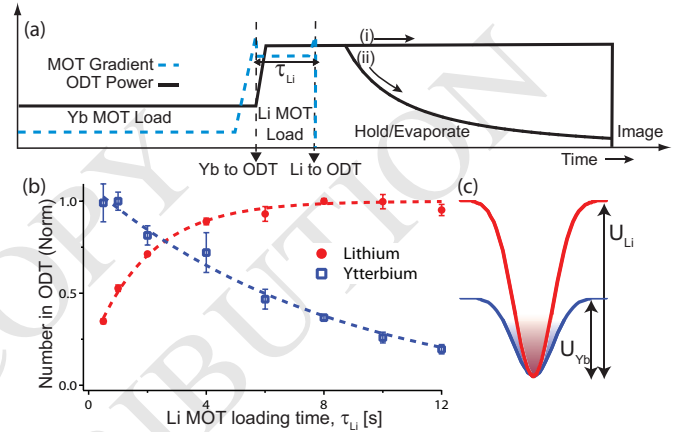 (a)
MOT Gradient
ODT Power
Yb MOT Load
τLi
Li MOT
Load
(i)
(ii)
Hold/Evaporate
Image
Yb to ODT
Li to ODT
Time
(b)
Number in ODT (Norm)
1.0
0.5
0.0
Lithium
Ytterbium
0
4
8
12
Li MOT loading time, τLi [s]
(c)
ULi
UYb
COPY